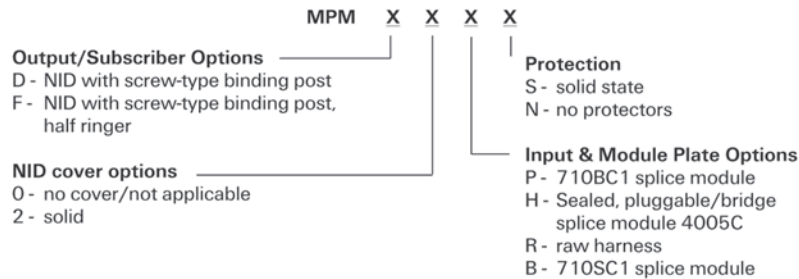 MPM X X X X
Output/Subscriber Options
D - NID with screw-type binding post
F - NID with screw-type binding post,
half ringer
NID cover options
0 - no cover/not applicable
2 - solid
Protection
S - solid state
N - no protectors
Input & Module Plate Options
P - 710BC1 splice module
H - Sealed, pluggable/bridge
splice module 4005C
R - raw harness
B - 710SC1 splice module